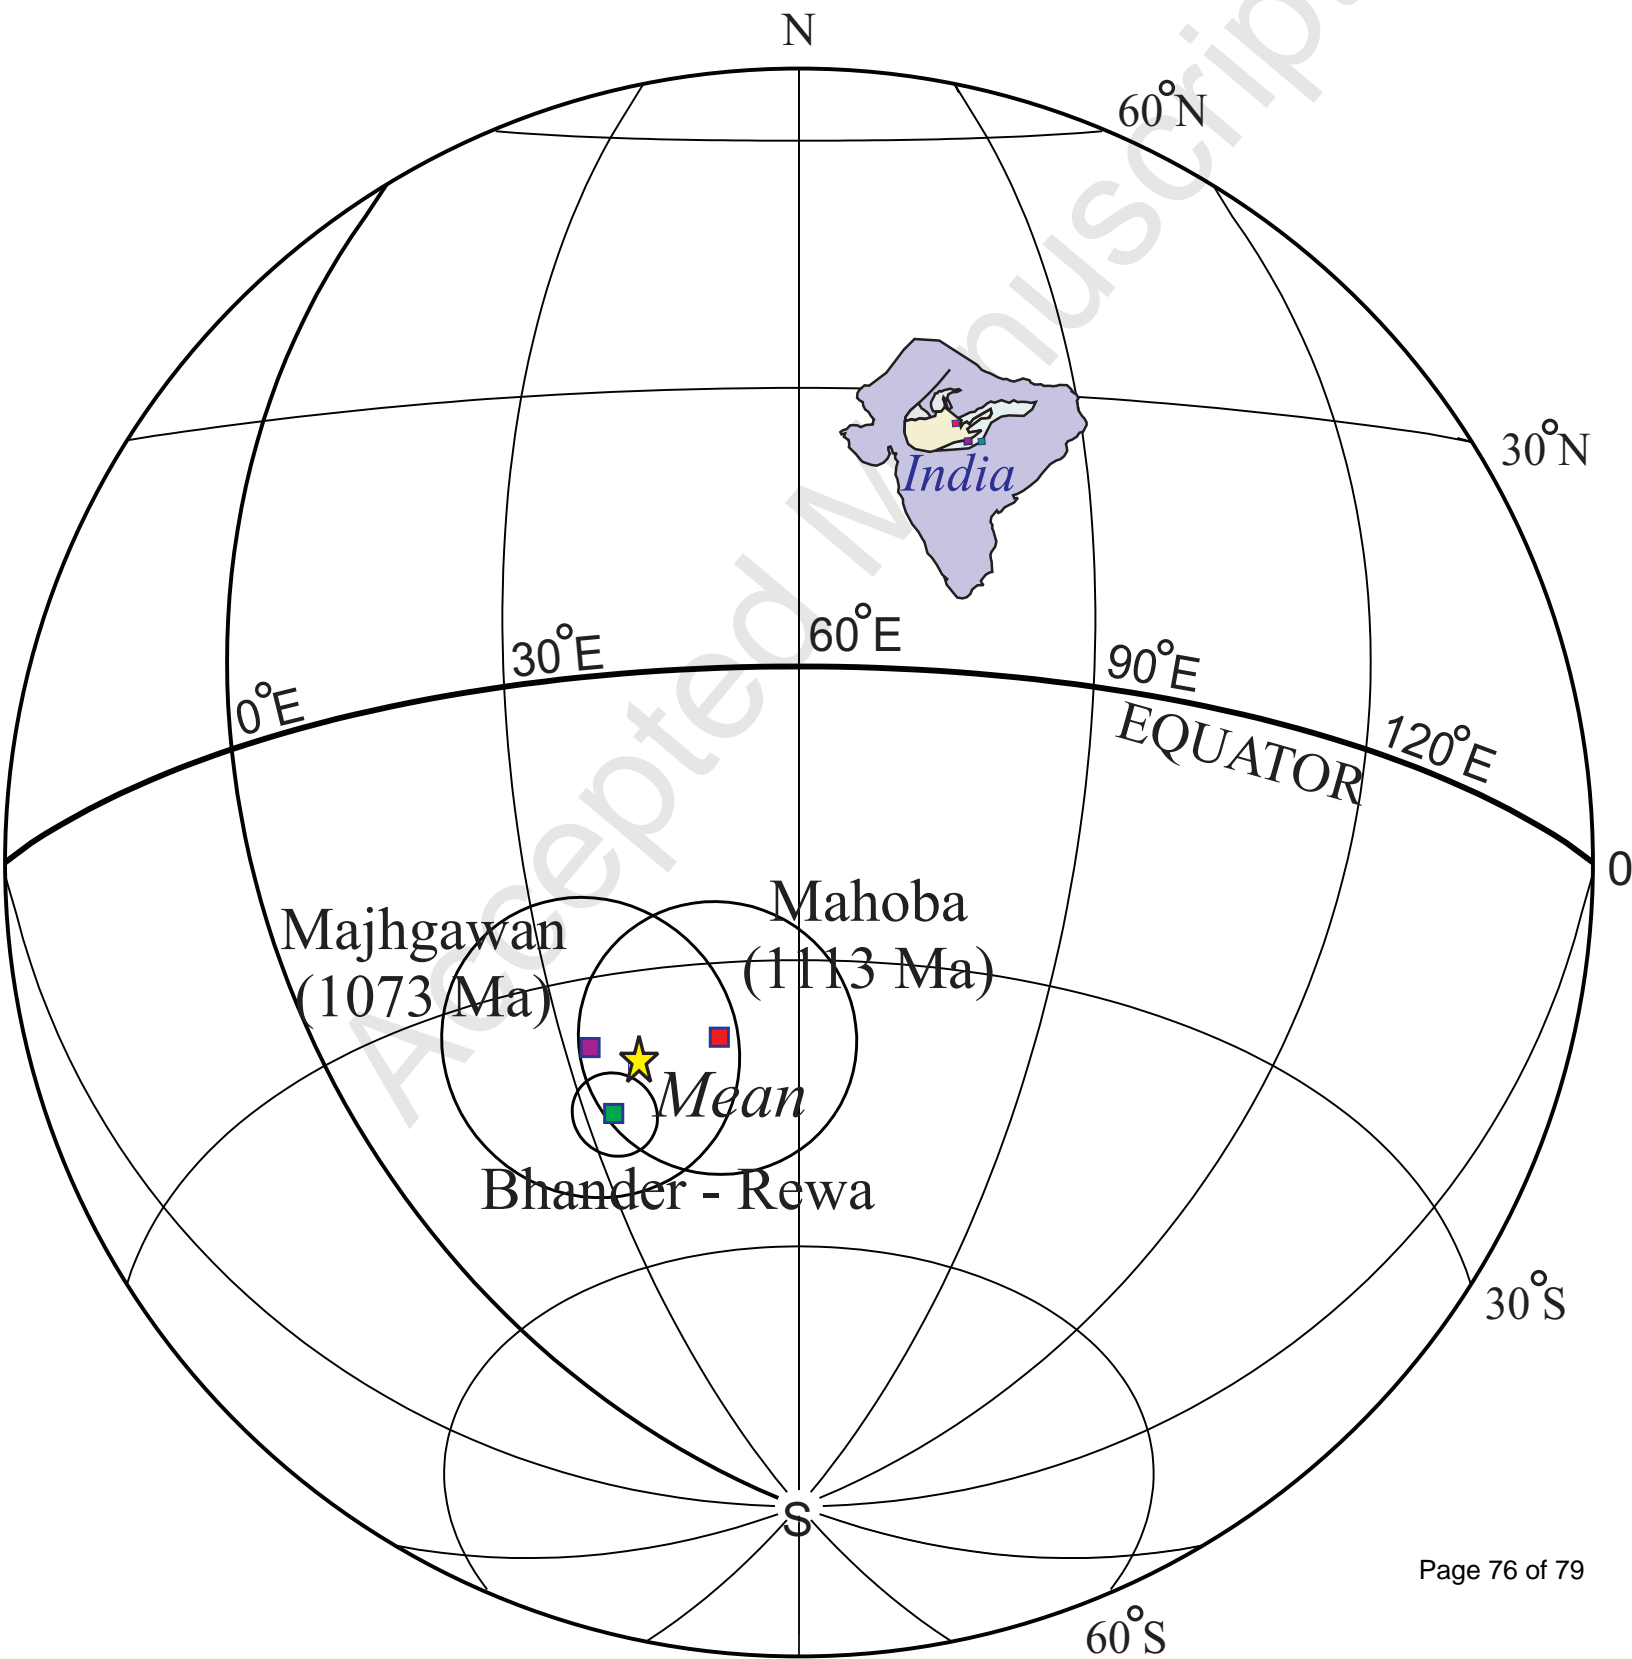 N
60°N
30°N
India
60°E
30°E
90°E
0°E
120°E
EQUATOR
0
Mahoba
(1113 Ma)
Majhgawan
(1073 Ma)
Mean
Bhander - Rewa
30°S
S
60°S
Page 76 of 79
Accepted Manuscript